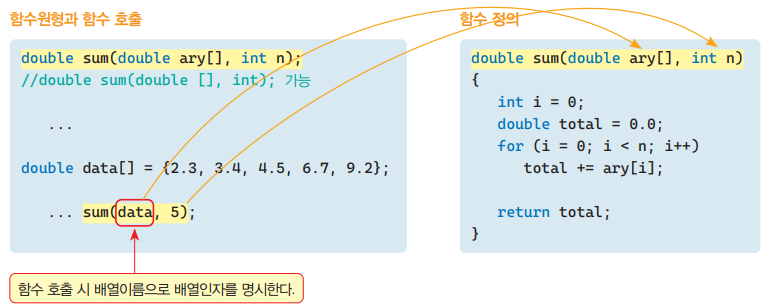 함수원형과 함수 호출
double sum(double ary[], int n);
//double sum(double [], int); 가능
...
double data[] = {2.3, 3.4, 4.5, 6.7, 9.2};
... sum(data, 5);
함수 호출 시 배열이름으로 배열인자를 명시한다.
함수 정의
double sum(double ary[], int n)
{
int i = 0;
double total = 0.0;
for (i = 0; i < n; i++)
total += ary[i];
return total;
}